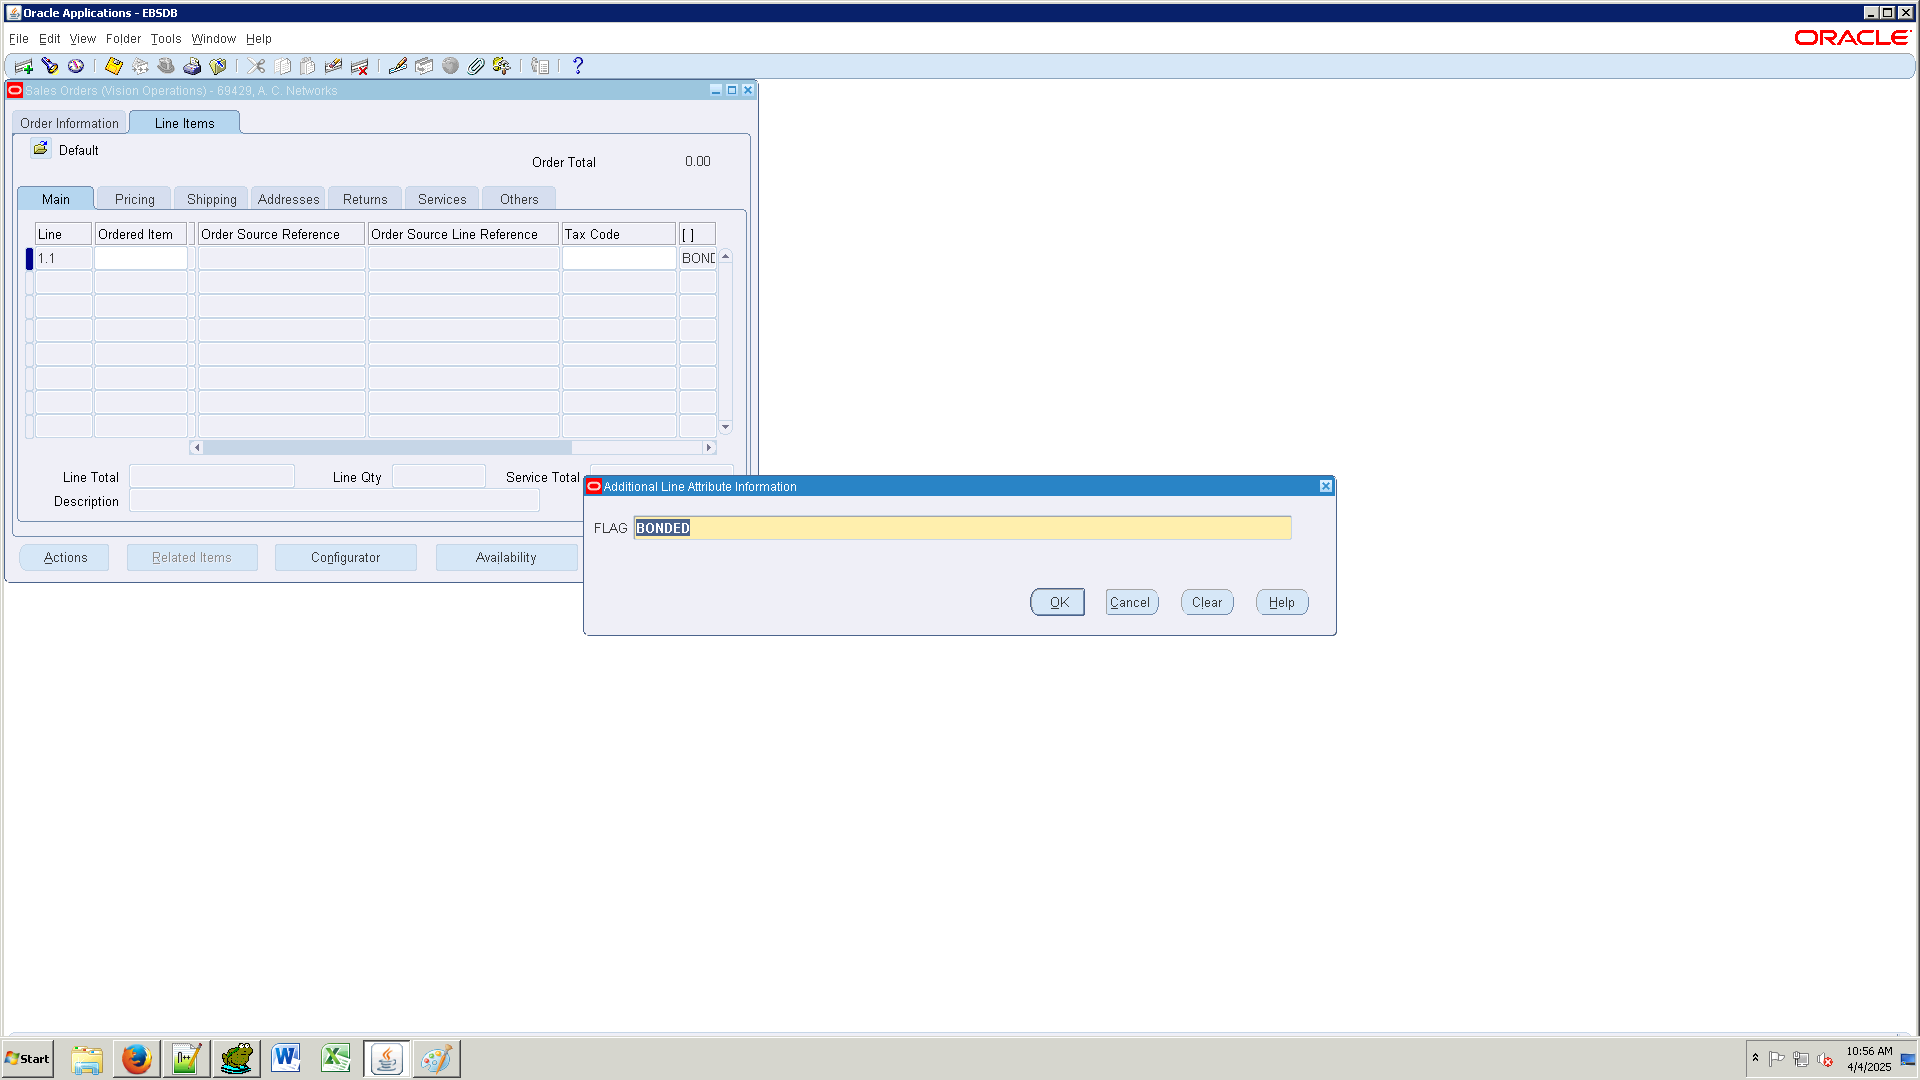 Oracle Applications - EBSDB
File Edit View Folder Tools Window Help
ORACLE
Sales Orders (Vision Operations) - 69429, A. C. Networks
Order Information Line Items
Default
Order Total 0.00
Main Pricing Shipping Addresses Returns Services Others
Line Ordered Item Order Source Reference Order Source Line Reference Tax Code [ ]
1.1 BOND
Line Total Line Qty Service Total
Description
Actions Related Items Configurator Availability
Additional Line Attribute Information
FLAG BONDED
OK Cancel Clear Help
Start
10:56 AM
4/4/2025